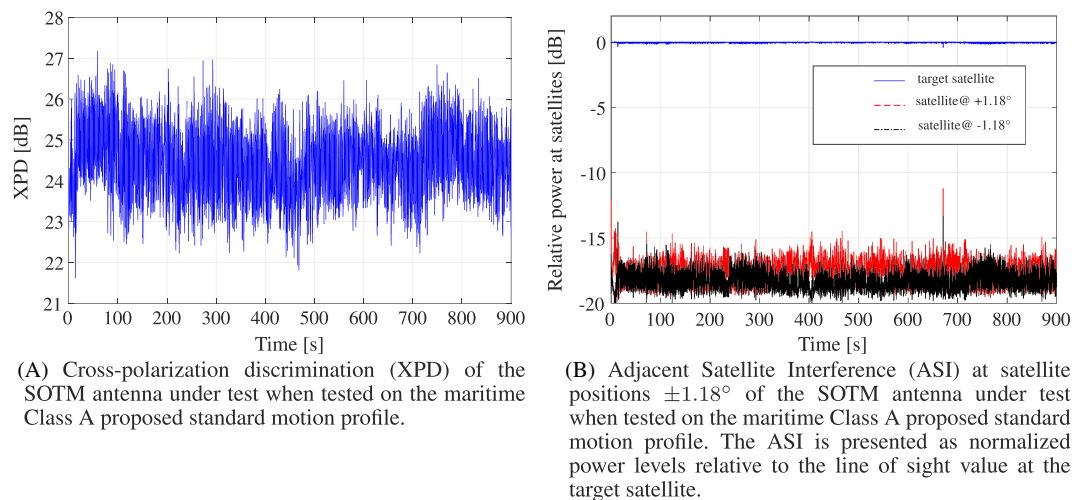 28
27
26
25
24
23
22
21
XPD [dB]
0 100 200 300 400 500 600 700 800 900
Time [s]
(A) Cross-polarization discrimination (XPD) of the
SOTM antenna under test when tested on the maritime
Class A proposed standard motion profile.
0
-5
-10
-15
-20
Relative power at satellites [dB]
target satellite
satellite@ +1.18°
satellite@ -1.18°
0 100 200 300 400 500 600 700 800 900
Time [s]
(B) Adjacent Satellite Interference (ASI) at satellite
positions ±1.18° of the SOTM antenna under test
when tested on the maritime Class A proposed standard
motion profile. The ASI is presented as normalized
power levels relative to the line of sight value at the
target satellite.